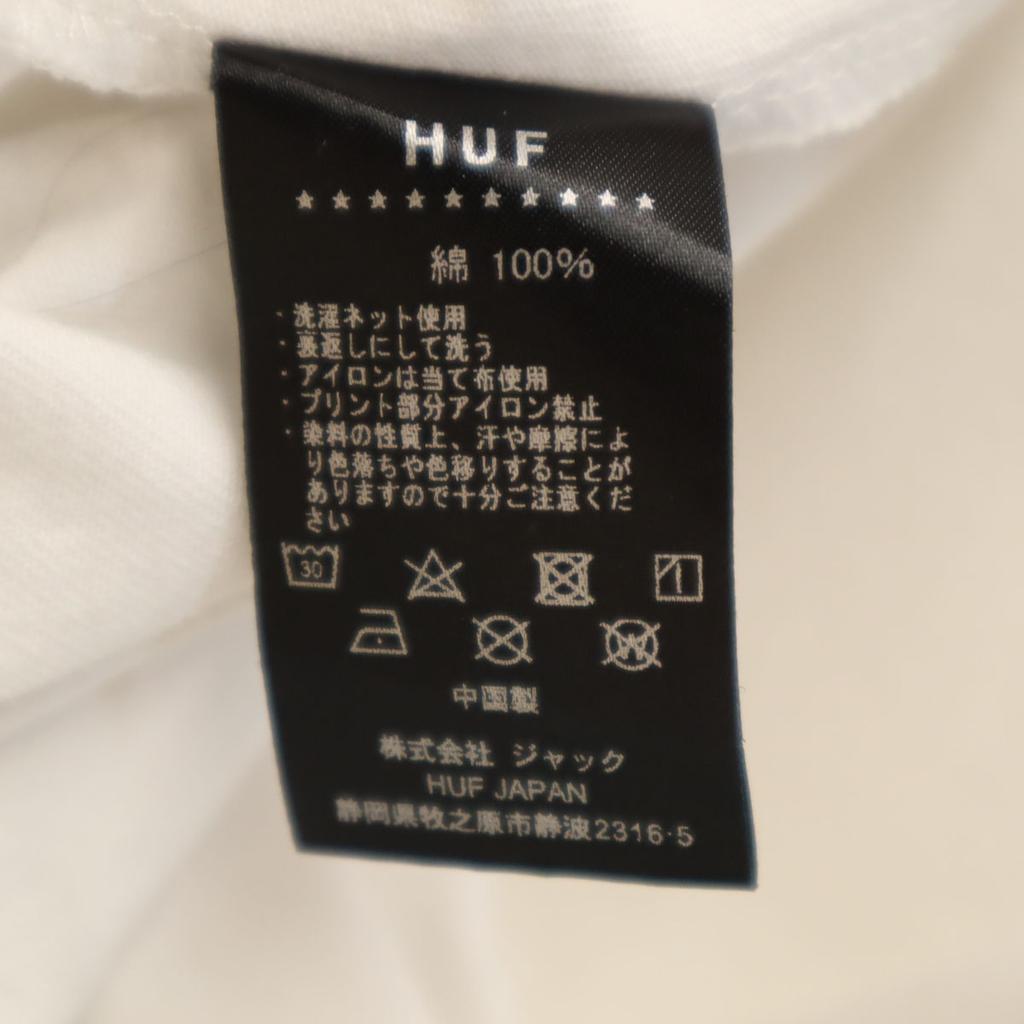 HUF
★★★★★★★★★★
綿 100%
・洗濯ネット使用
・裏返しにして洗う
・アイロンは当て布使用
・プリント部分アイロン禁止
・染料の性質上、汗や摩擦によ
り色落ちや色移りすることが
ありますので十分ご注意くだ
さい
30
W
中国製
株式会社 ジャック
HUF JAPAN
静岡県牧之原市静波2316-5